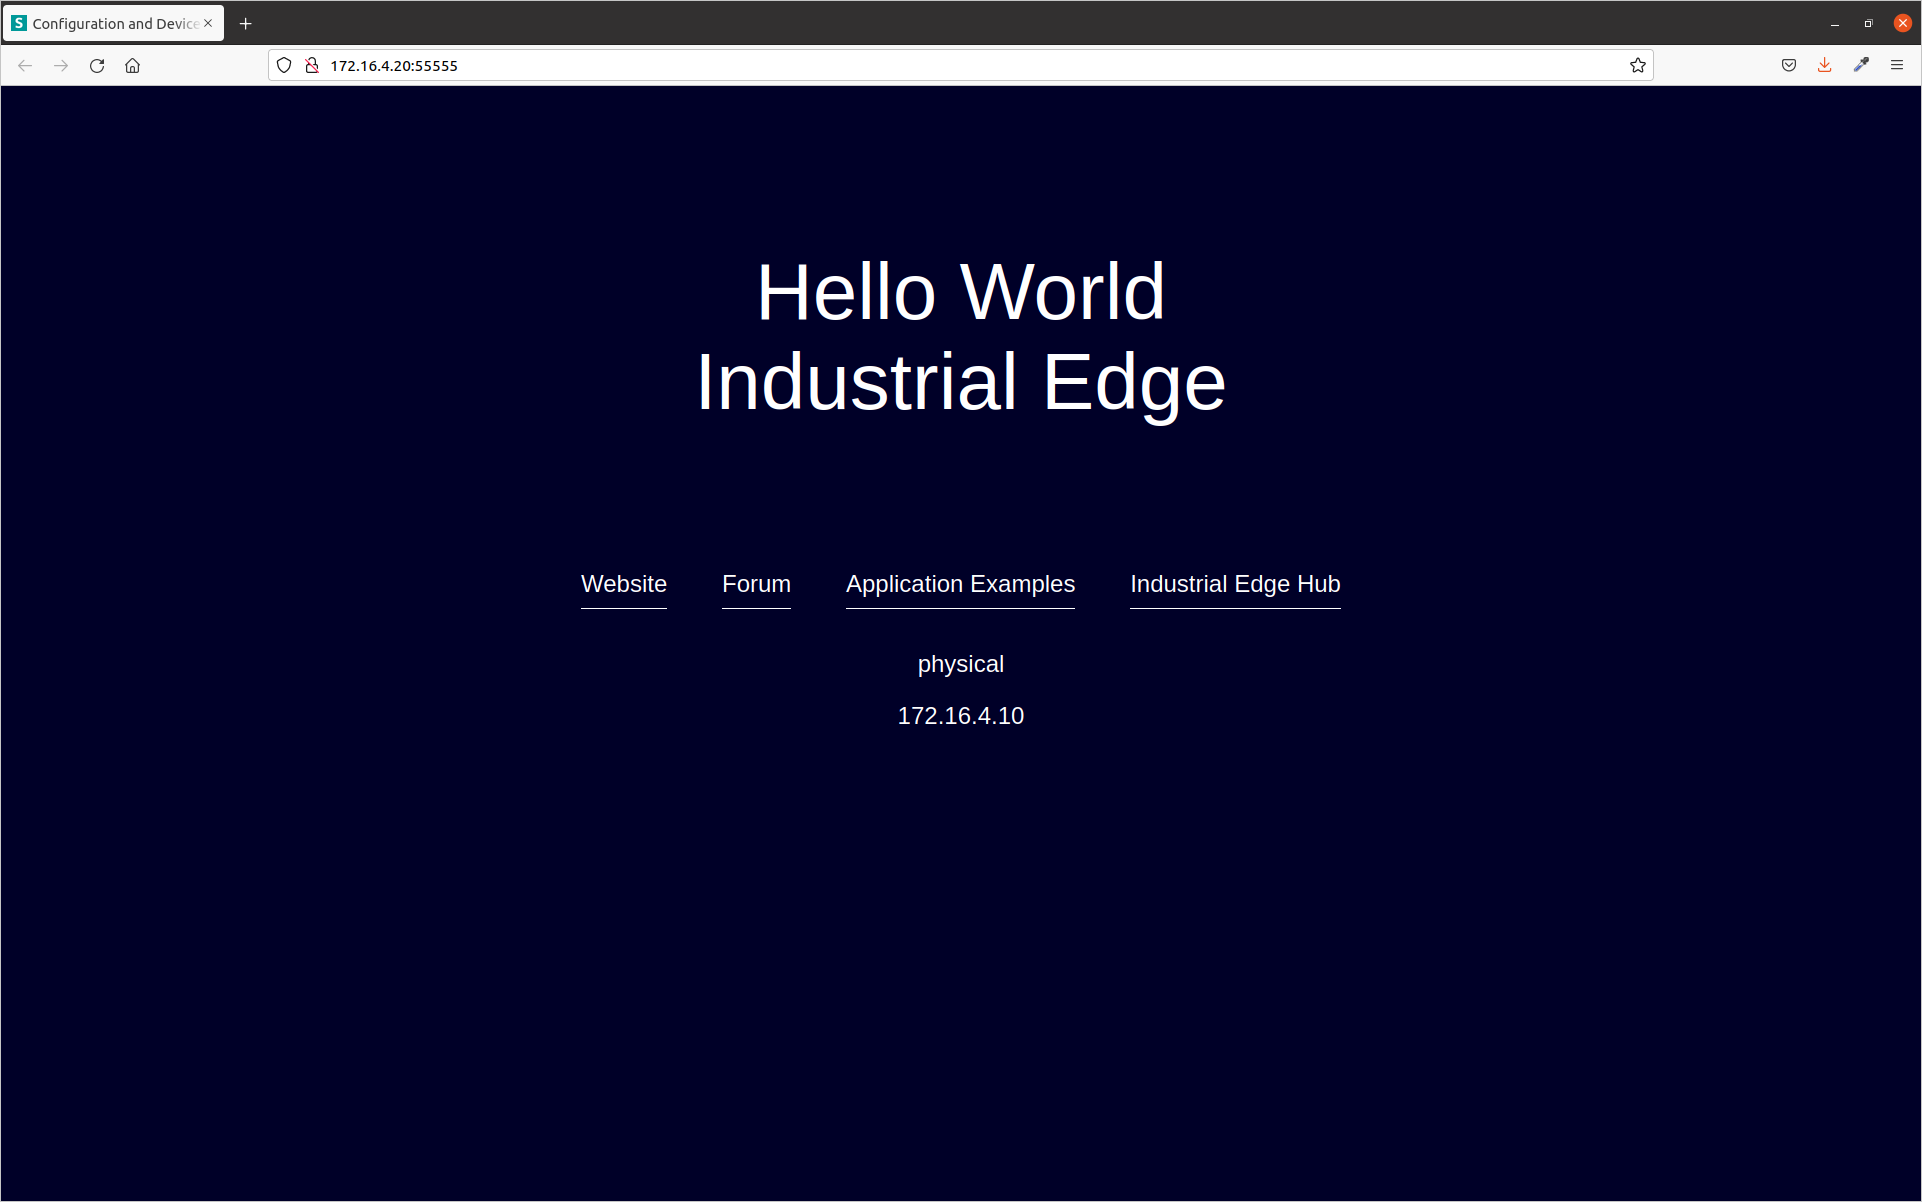 S Configuration and Device
172.16.4.20:55555
Hello World
Industrial Edge
Website Forum Application Examples Industrial Edge Hub
physical
172.16.4.10